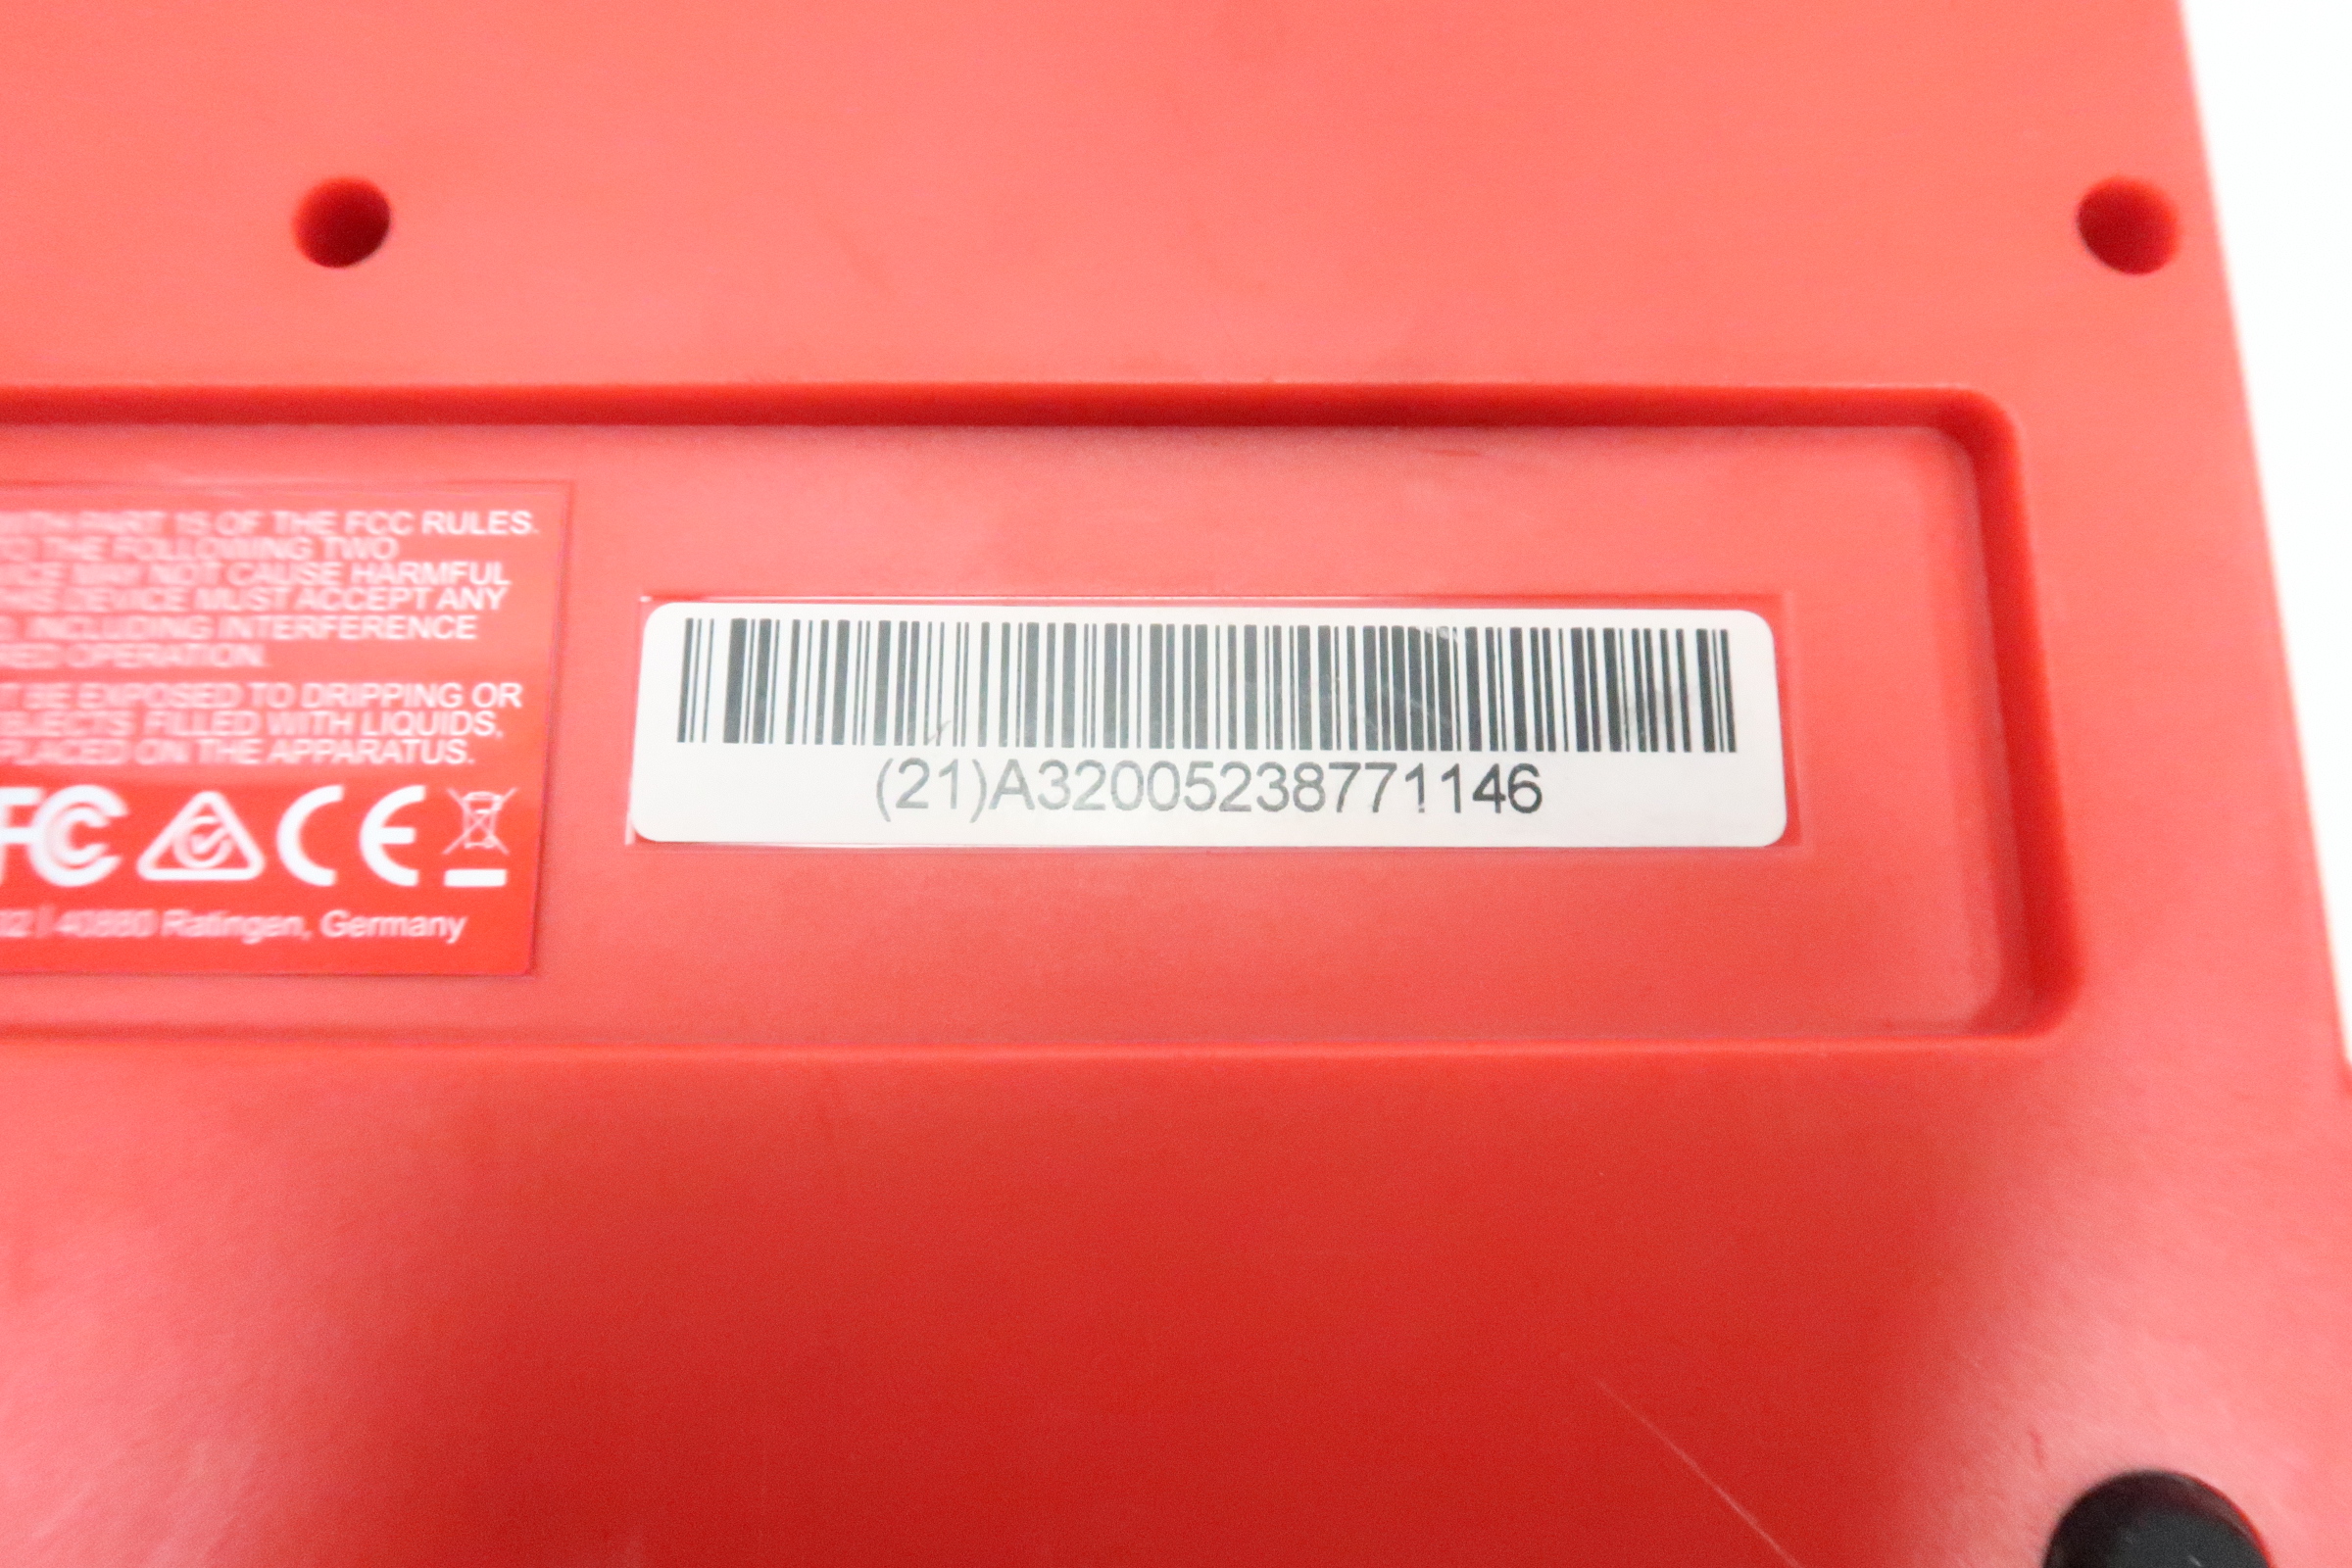 WITH PART 15 OF THE FCC RULES.
TO THE FOLLOWING TWO
MAY NOT CAUSE HARMFUL
THIS DEVICE MUST ACCEPT ANY
INCLUDING INTERFERENCE
OPERATION.
BE EXPOSED TO DRIPPING OR
FILLED WITH LIQUIDS,
PLACED ON THE APPARATUS.
FC CE
40880 Ratingen, Germany
(21)A32005238771146